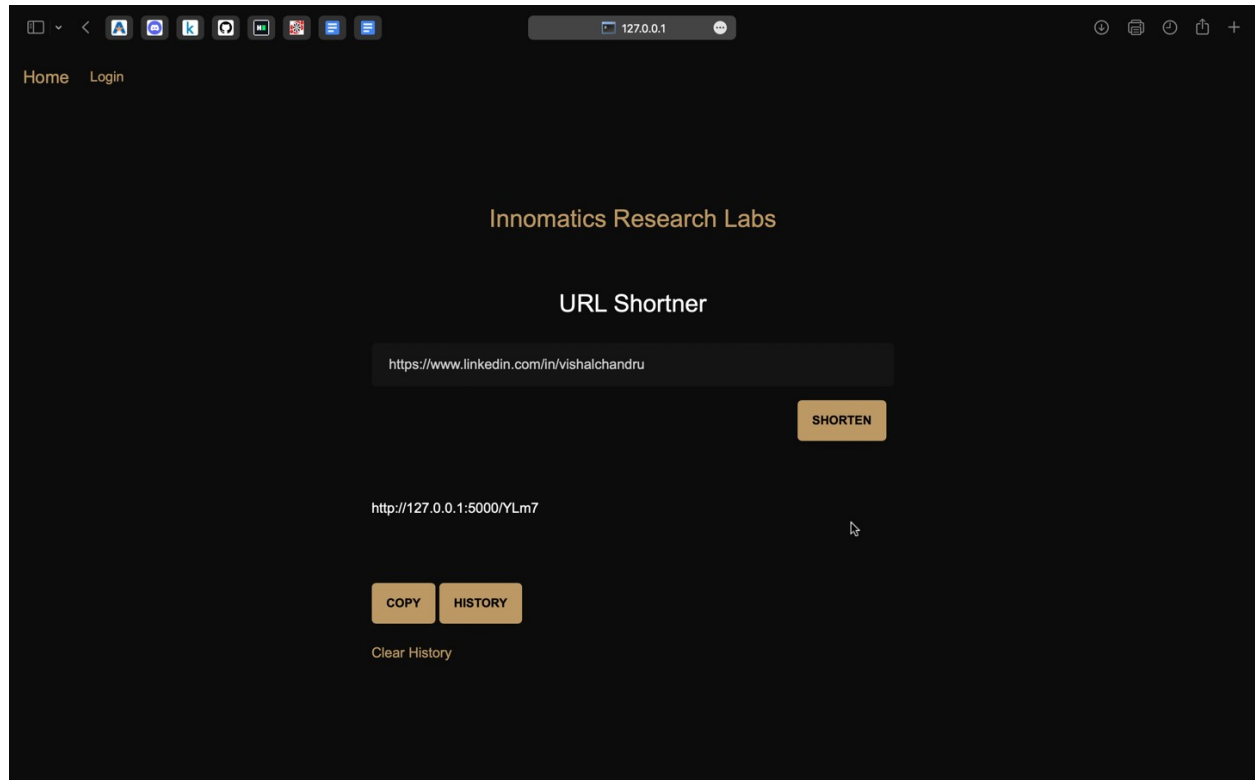 127.0.0.1
Home Login
Innomatics Research Labs
URL Shortner
https://www.linkedin.com/in/vishalchandru
SHORTEN
http://127.0.0.1:5000/YLm7
COPY HISTORY
Clear History